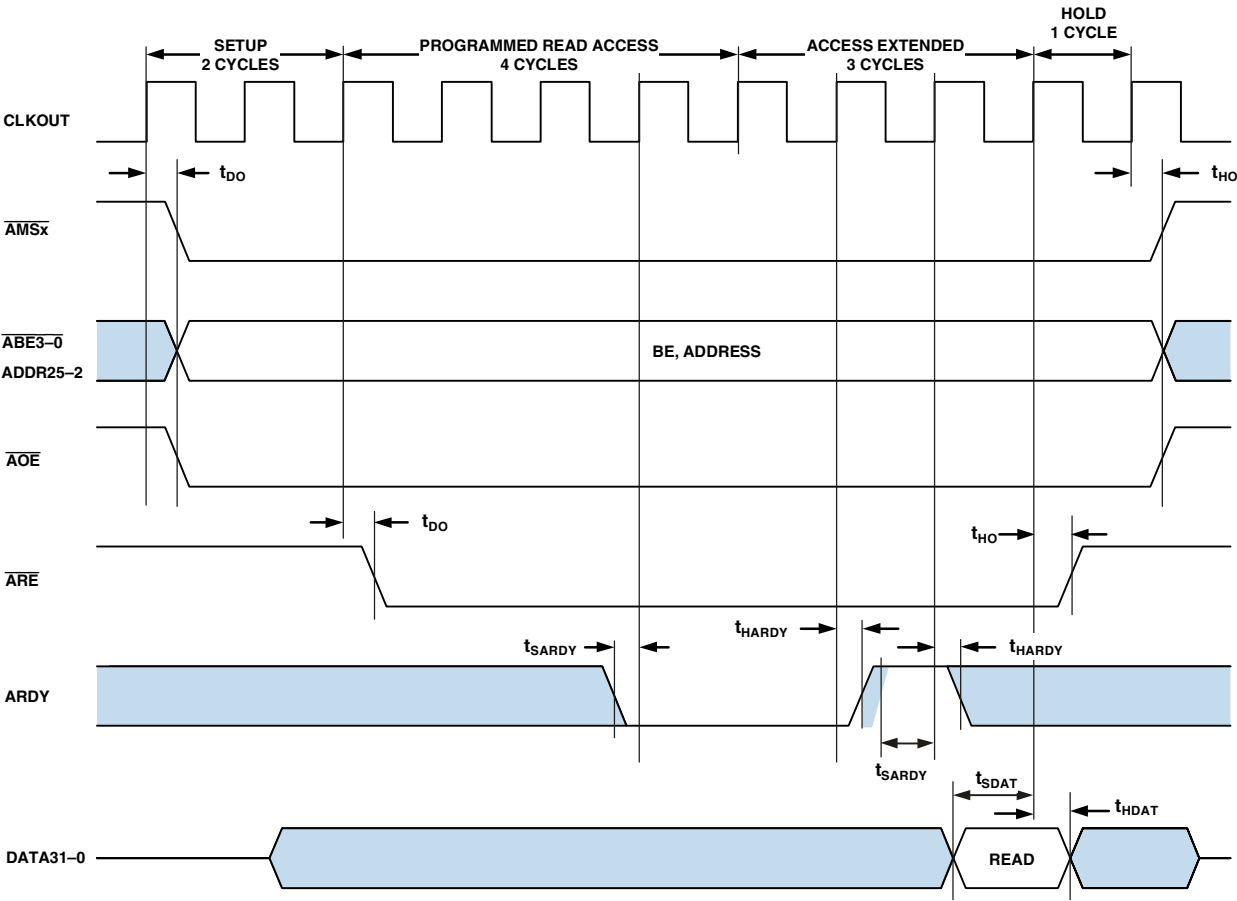 HOLD
1 CYCLE
SETUP
2 CYCLES
PROGRAMMED READ ACCESS
4 CYCLES
ACCESS EXTENDED
3 CYCLES
CLKOUT
tDO
tHO
AMSx
ABE3–0
ADDR25–2
BE, ADDRESS
AOE
tDO
tHO
ARE
tSARDY
tHARDY
tHARDY
ARDY
tSARDY
tSDAT
tHDAT
DATA31–0
READ